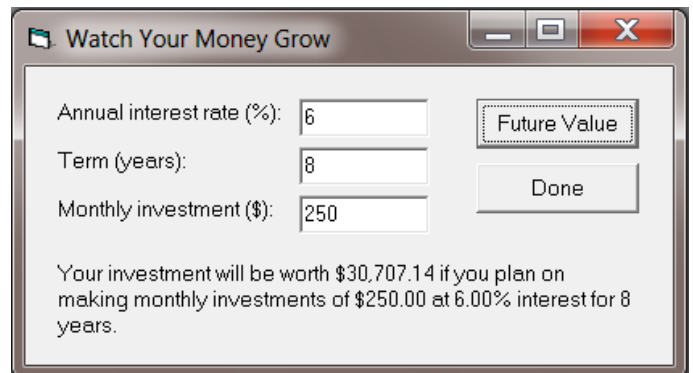 Watch Your Money Grow
Annual interest rate (%): 6
Future Value
Term (years): 8
Done
Monthly investment ($): 250
Your investment will be worth $30,707.14 if you plan on
making monthly investments of $250.00 at 6.00% interest for 8
years.